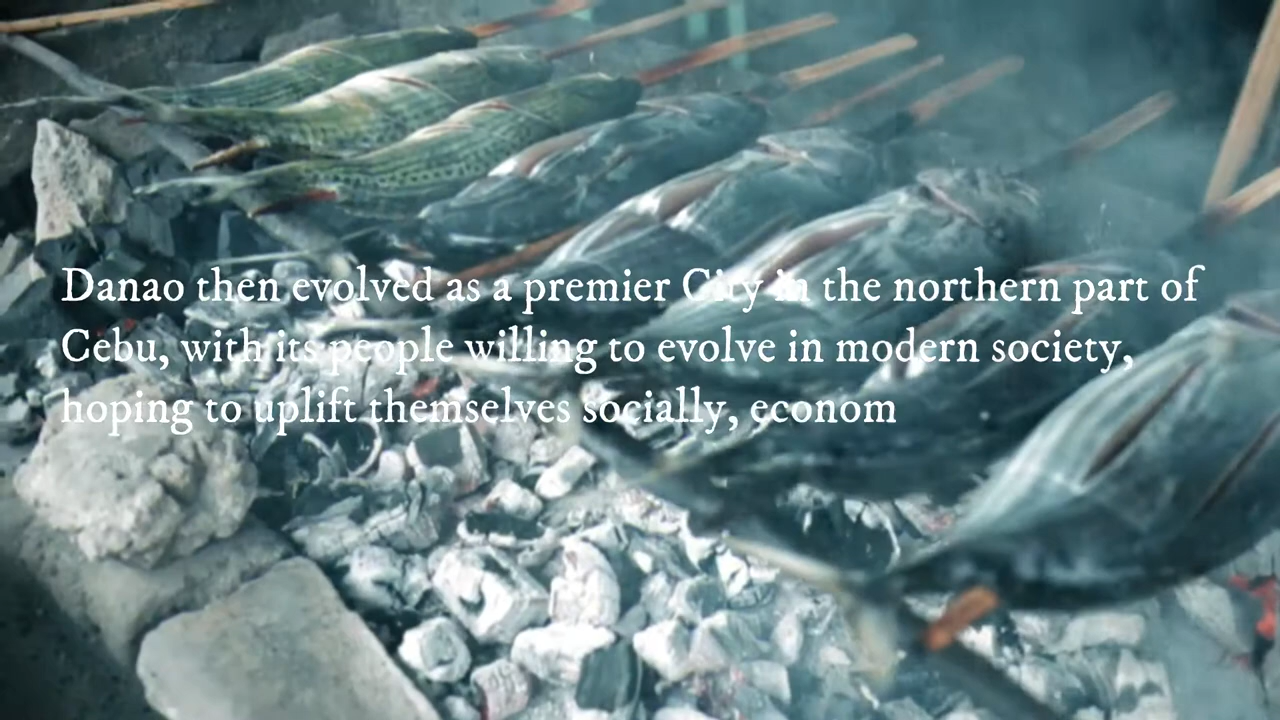 Danao then evolved as a premier City in the northern part of
Cebu, with its people willing to evolve in modern society,
hoping to uplift themselves socially, econom